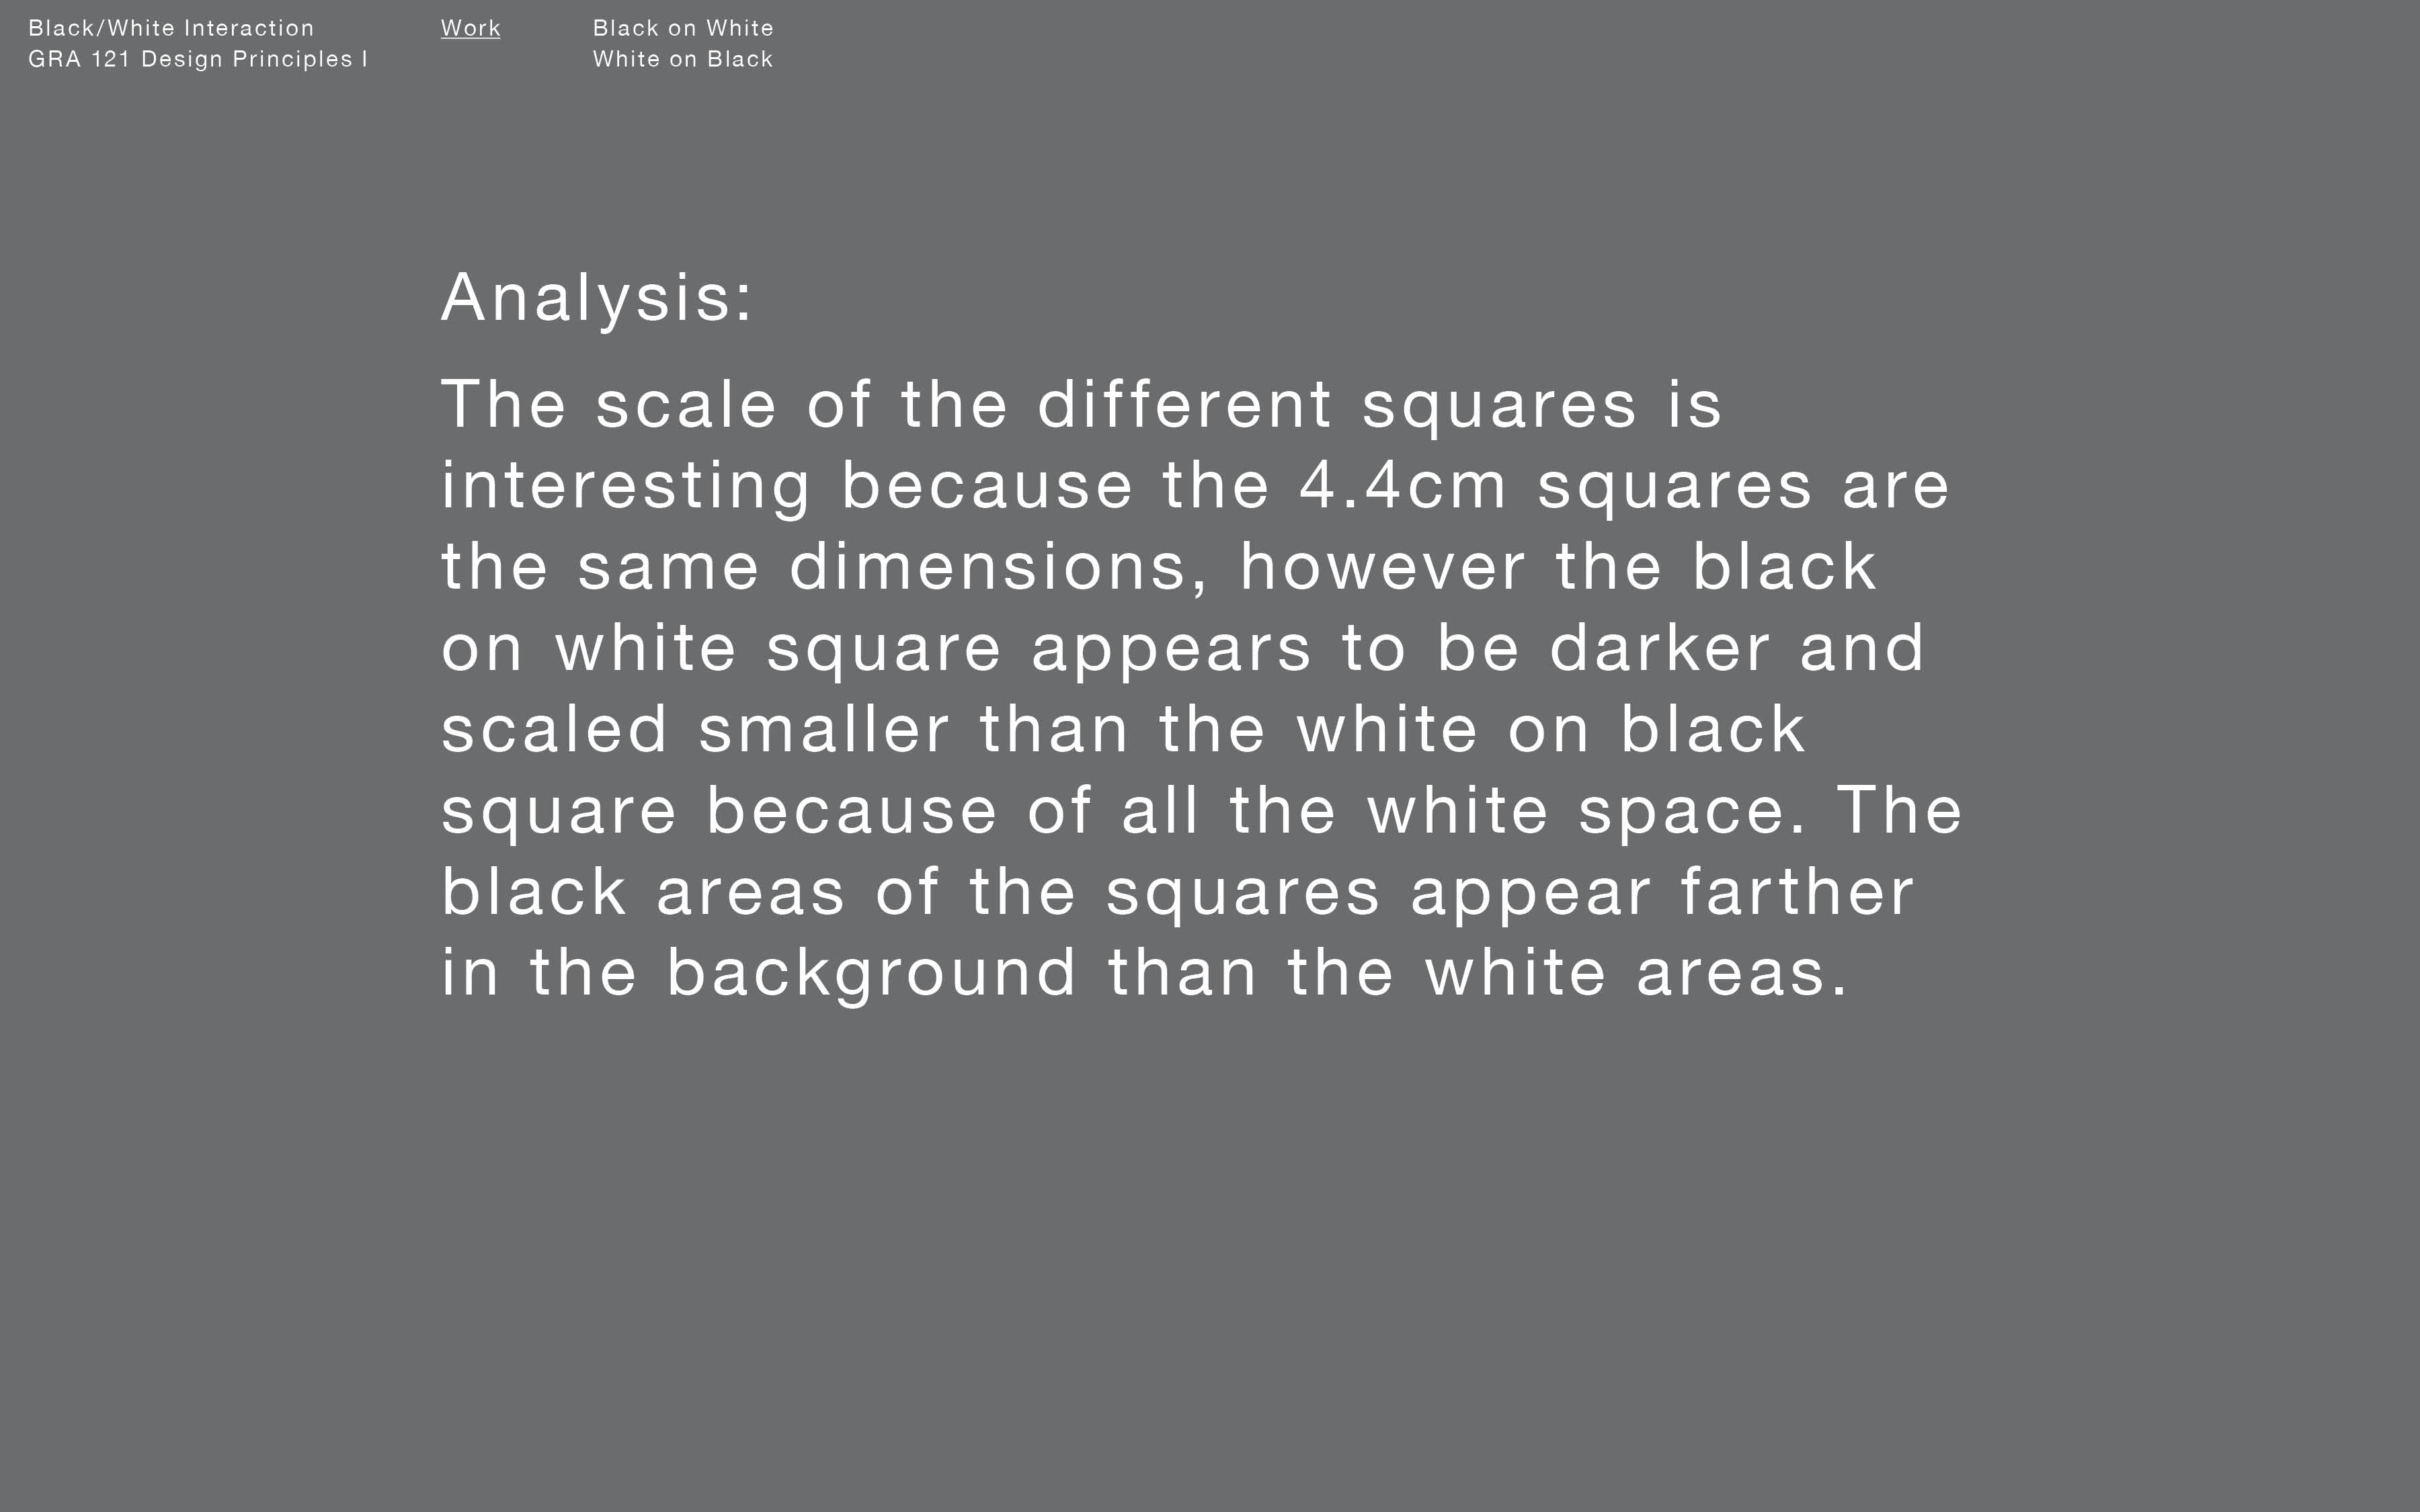 Black/White Interaction
GRA 121 Design Principles I
Work
Black on White
White on Black
Analysis:
The scale of the different squares is
interesting because the 4.4cm squares are
the same dimensions, however the black
on white square appears to be darker and
scaled smaller than the white on black
square because of all the white space. The
black areas of the squares appear farther
in the background than the white areas.